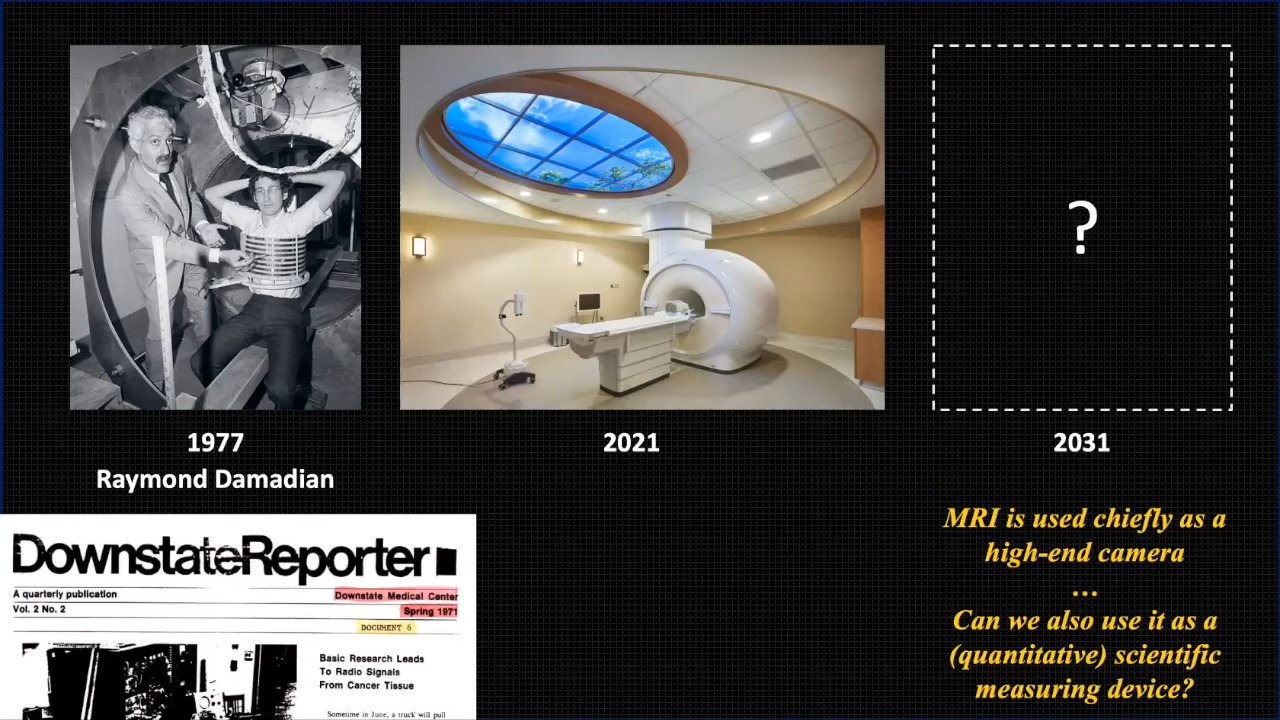 ?
1977
Raymond Damadian
2021
2031
DownstateReporter
A quarterly publication
Downstate Medical Center
Vol. 2 No. 2
Spring 1971
DOCUMENT 6
Basic Research Leads
To Radio Signals
From Cancer Tissue
Sometime in June, a truck will pull
MRI is used chiefly as a
high-end camera
...
Can we also use it as a
(quantitative) scientific
measuring device?